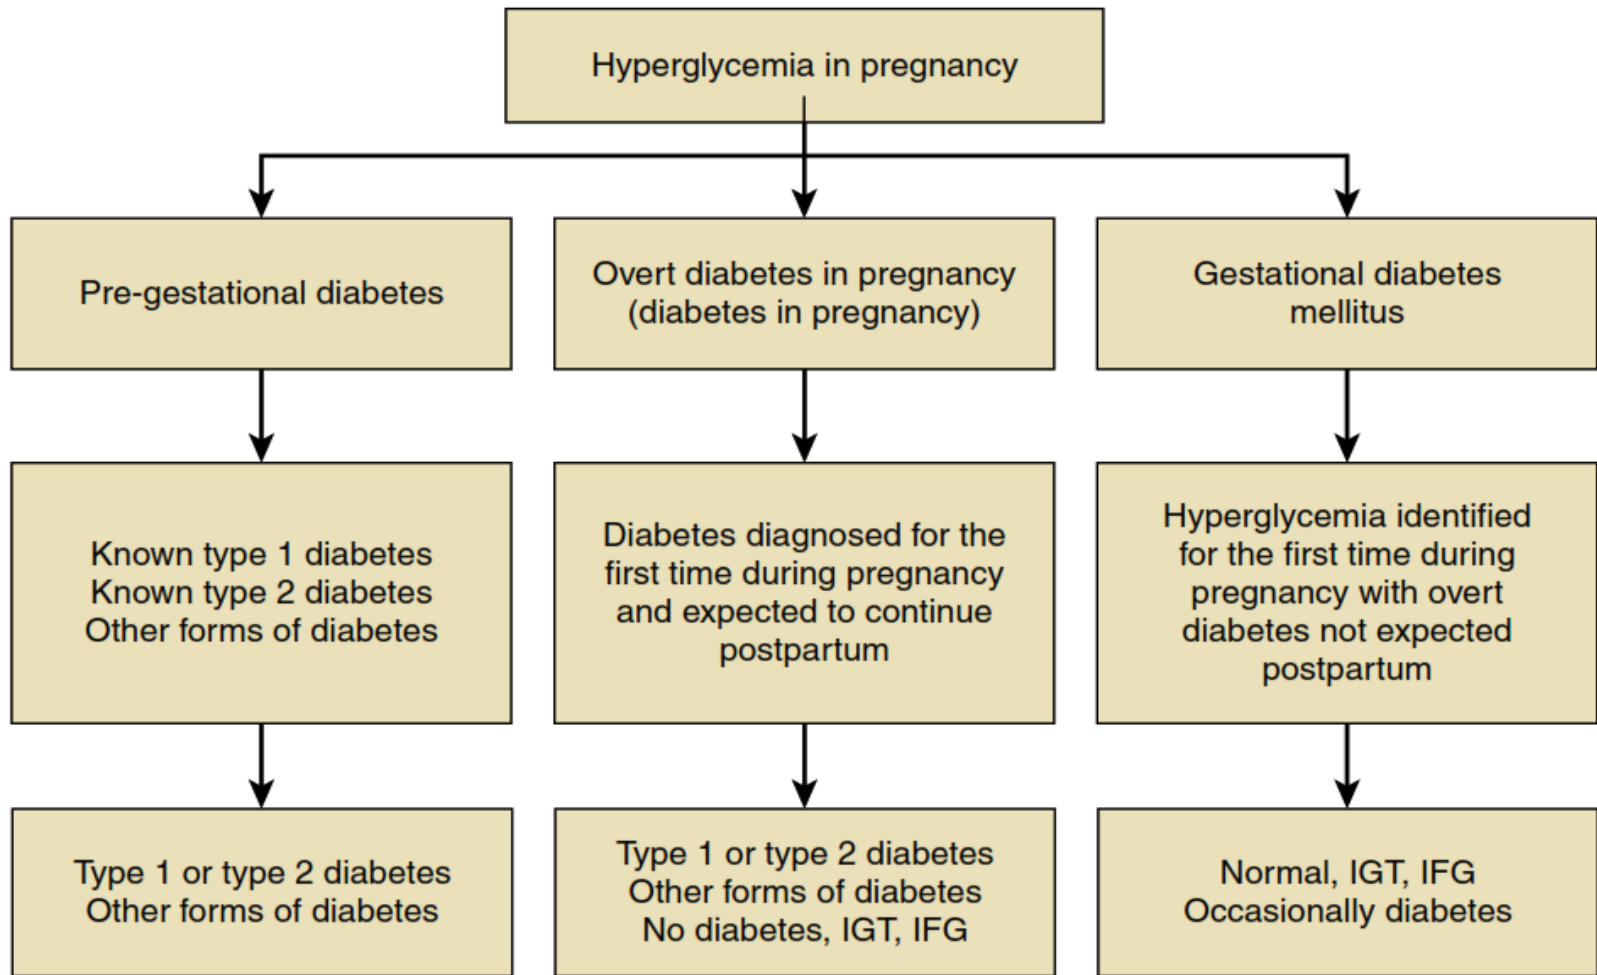 Hyperglycemia in pregnancy
Pre-gestational diabetes
Overt diabetes in pregnancy
(diabetes in pregnancy)
Gestational diabetes
mellitus
Known type 1 diabetes
Known type 2 diabetes
Other forms of diabetes
Diabetes diagnosed for the
first time during pregnancy
and expected to continue
postpartum
Hyperglycemia identified
for the first time during
pregnancy with overt
diabetes not expected
postpartum
Type 1 or type 2 diabetes
Other forms of diabetes
Type 1 or type 2 diabetes
Other forms of diabetes
No diabetes, IGT, IFG
Normal, IGT, IFG
Occasionally diabetes